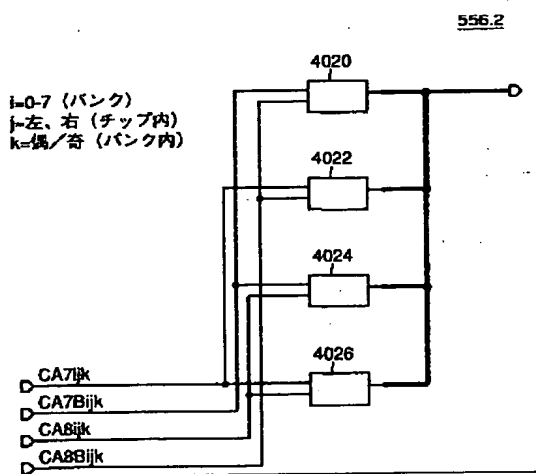 556.2
4020
i=0-7 (バンク)
j=左、右 (チップ内)
k=偶/奇 (バンク内)
4022
4024
4026
CA7ijk
CA7Bijk
CA8ijk
CA8Bijk